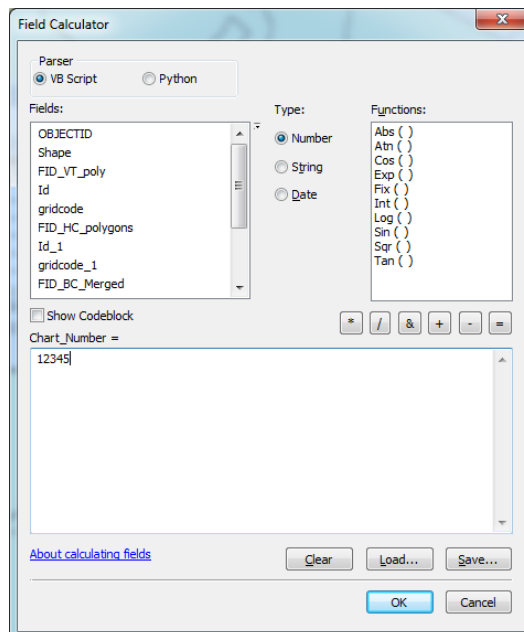 Field Calculator
Parser
VB Script Python
Fields: Type: Functions:
OBJECTID
Shape
FID_VT_poly
Id
gridcode
FID_HC_polygons
Id_1
gridcode_1
FID_BC_Merged
Number
String
Date
Abs ( )
Atn ( )
Cos ( )
Exp ( )
Fix ( )
Int ( )
Log ( )
Sin ( )
Sqr ( )
Tan ( )
Show Codeblock
* / & + - =
Chart_Number =
12345
About calculating fields
Clear Load... Save...
OK Cancel